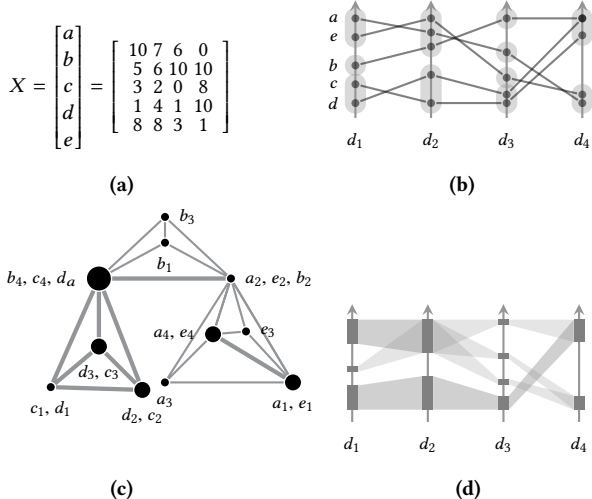 X = [a b c d e] = [10 7 6 0
5 6 10 10
3 2 0 8
1 4 1 10
8 8 3 1]
(a)
a
e
b
c
d
d₁ d₂ d₃ d₄
(b)
b₃
b₁
b₄, c₄, dₐ
a₂, e₂, b₂
a₄, e₄
e₃
d₃, c₃
c₁, d₁
d₂, c₂
a₃
a₁, e₁
(c)
d₁ d₂ d₃ d₄
(d)